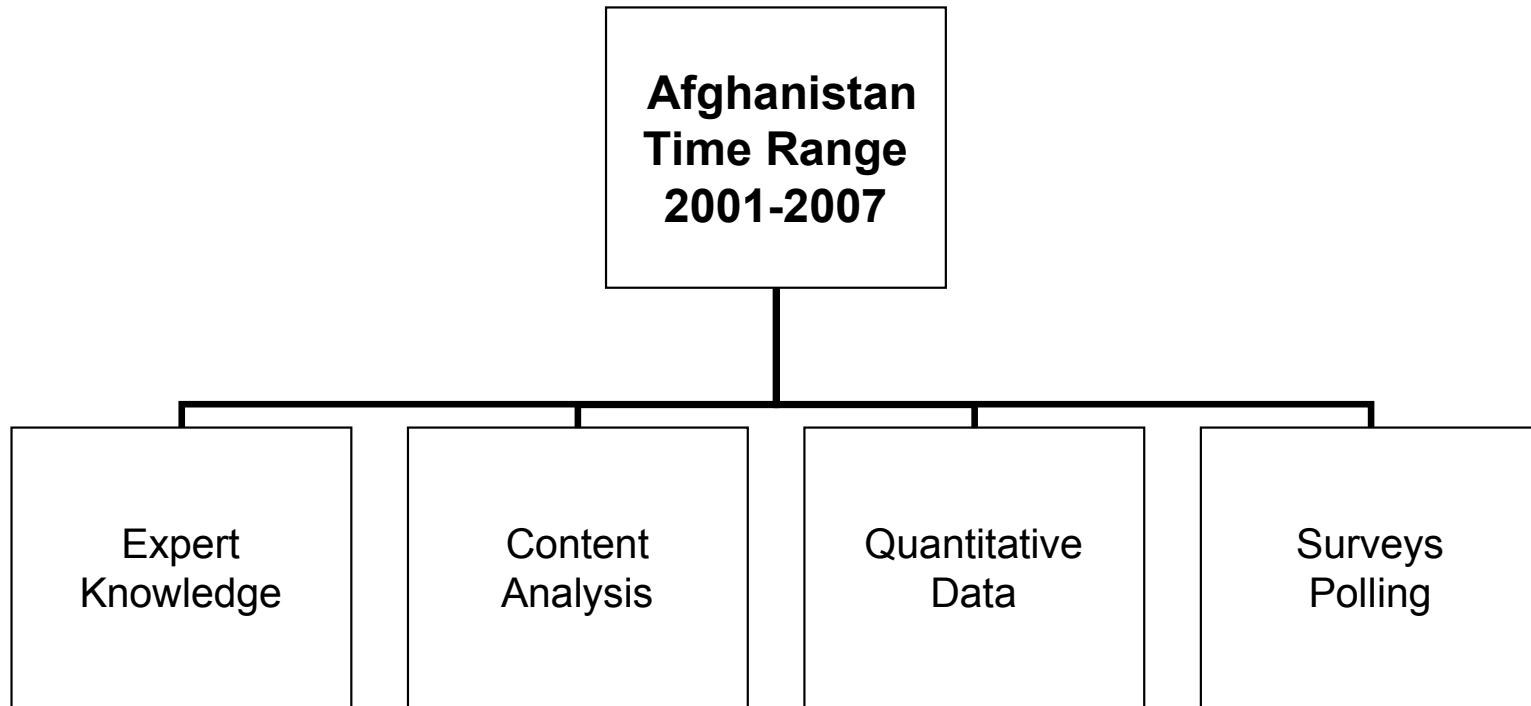 Afghanistan
Time Range
2001-2007
Expert
Knowledge
Content
Analysis
Quantitative
Data
Surveys
Polling